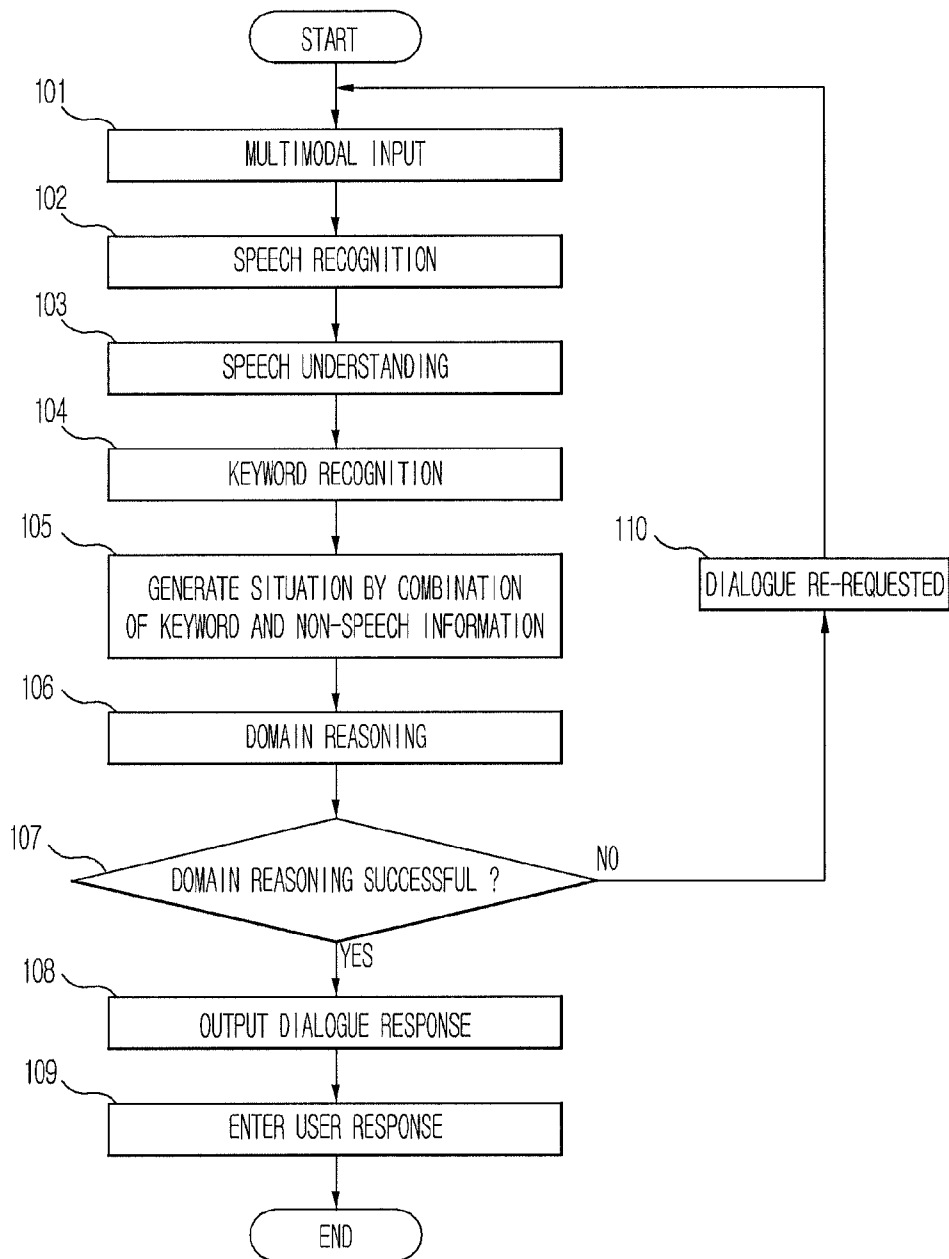 START
101
MULTIMODAL INPUT
102
SPEECH RECOGNITION
103
SPEECH UNDERSTANDING
104
KEYWORD RECOGNITION
105
GENERATE SITUATION BY COMBINATION
OF KEYWORD AND NON-SPEECH INFORMATION
110
DIALOGUE RE-REQUESTED
106
DOMAIN REASONING
107
DOMAIN REASONING SUCCESSFUL ?
NO
YES
108
OUTPUT DIALOGUE RESPONSE
109
ENTER USER RESPONSE
END